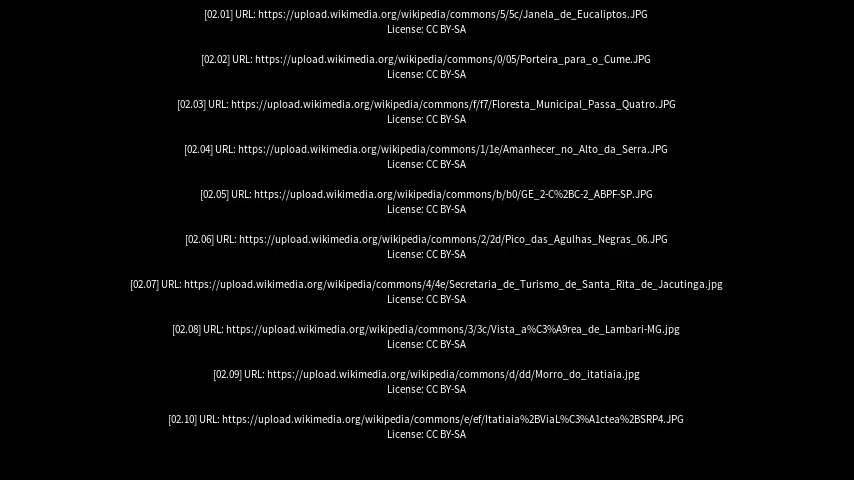 [02.01] URL: https://upload.wikimedia.org/wikipedia/commons/5/5c/Janela_de_Eucaliptos.JPG
License: CC BY-SA
[02.02] URL: https://upload.wikimedia.org/wikipedia/commons/0/05/Porteira_para_o_Cume.JPG
License: CC BY-SA
[02.03] URL: https://upload.wikimedia.org/wikipedia/commons/f/f7/Floresta_Municipal_Passa_Quatro.JPG
License: CC BY-SA
[02.04] URL: https://upload.wikimedia.org/wikipedia/commons/1/1e/Amanhecer_no_Alto_da_Serra.JPG
License: CC BY-SA
[02.05] URL: https://upload.wikimedia.org/wikipedia/commons/b/b0/GE_2-C%2BC-2_ABPF-SP.JPG
License: CC BY-SA
[02.06] URL: https://upload.wikimedia.org/wikipedia/commons/2/2d/Pico_das_Agulhas_Negras_06.JPG
License: CC BY-SA
[02.07] URL: https://upload.wikimedia.org/wikipedia/commons/4/4e/Secretaria_de_Turismo_de_Santa_Rita_de_Jacutinga.jpg
License: CC BY-SA
[02.08] URL: https://upload.wikimedia.org/wikipedia/commons/3/3c/Vista_a%C3%A9rea_de_Lambari-MG.jpg
License: CC BY-SA
[02.09] URL: https://upload.wikimedia.org/wikipedia/commons/d/dd/Morro_do_itatiaia.jpg
License: CC BY-SA
[02.10] URL: https://upload.wikimedia.org/wikipedia/commons/e/ef/Itatiaia%2BViaL%C3%A1ctea%2BSRP4.JPG
License: CC BY-SA